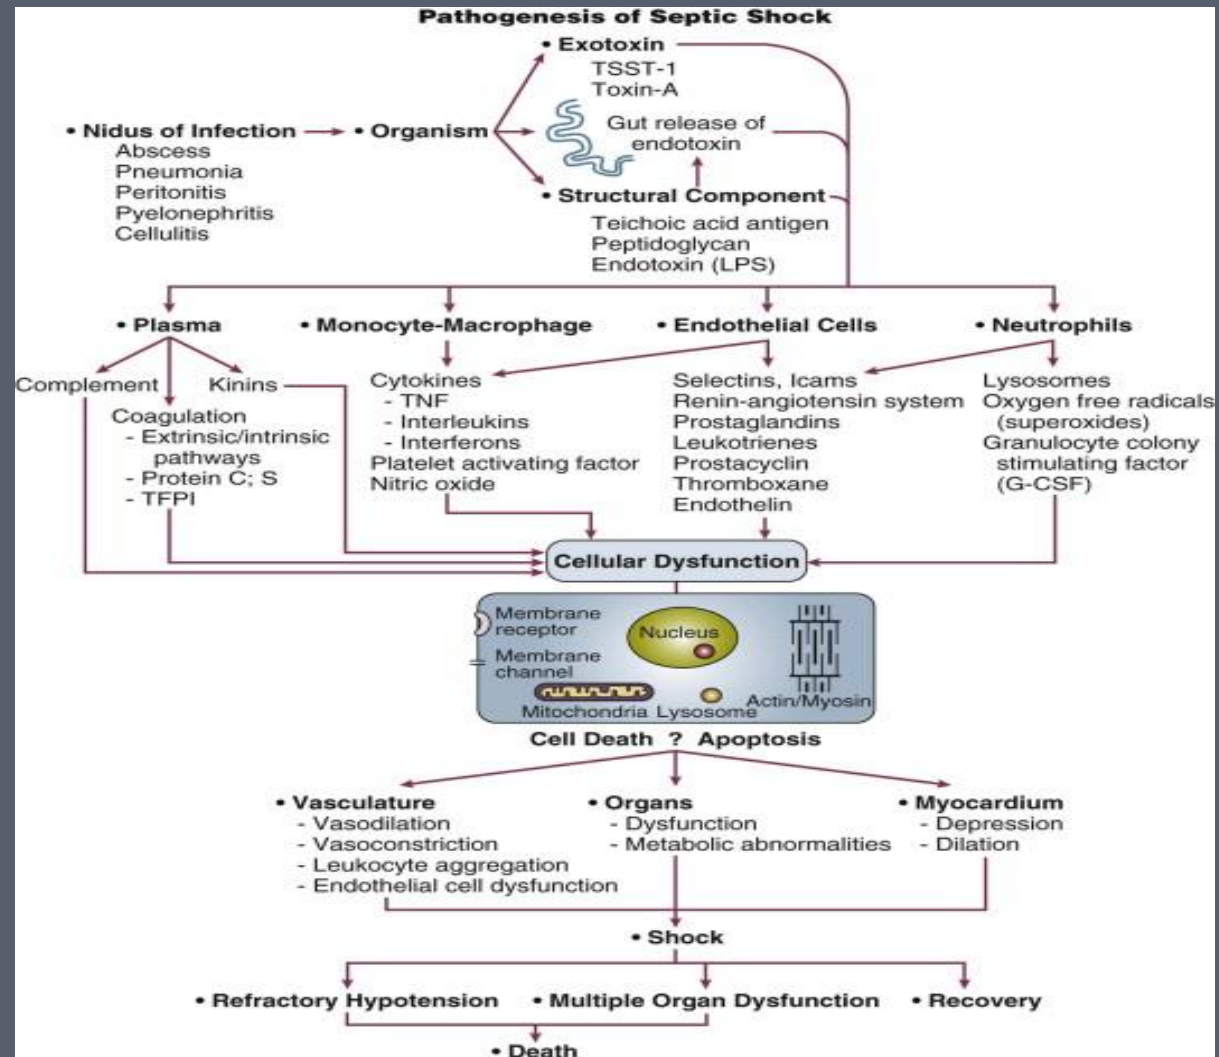 Pathogenesis of Septic Shock
• Exotoxin
TSST-1
Toxin-A
• Nidus of Infection
Abscess
Pneumonia
Peritonitis
Pyelonephritis
Cellulitis
• Organism
Gut release of
endotoxin
• Structural Component
Teichoic acid antigen
Peptidoglycan
Endotoxin (LPS)
• Plasma
Complement
Kinins
Coagulation
- Extrinsic/intrinsic
pathways
- Protein C; S
- TFPI
• Monocyte-Macrophage
Cytokines
- TNF
- Interleukins
- Interferons
Platelet activating factor
Nitric oxide
• Endothelial Cells
Selectins, Icams
Renin-angiotensin system
Prostaglandins
Leukotrienes
Prostacyclin
Thromboxane
Endothelin
• Neutrophils
Lysosomes
Oxygen free radicals
(superoxides)
Granulocyte colony
stimulating factor
(G-CSF)
Cellular Dysfunction
Membrane
receptor
Membrane
channel
Nucleus
Mitochondria
Lysosome
Actin/Myosin
Cell Death ? Apoptosis
• Vasculature
- Vasodilation
- Vasoconstriction
- Leukocyte aggregation
- Endothelial cell dysfunction
• Organs
- Dysfunction
- Metabolic abnormalities
• Myocardium
- Depression
- Dilation
• Shock
• Refractory Hypotension
• Multiple Organ Dysfunction
• Recovery
• Death